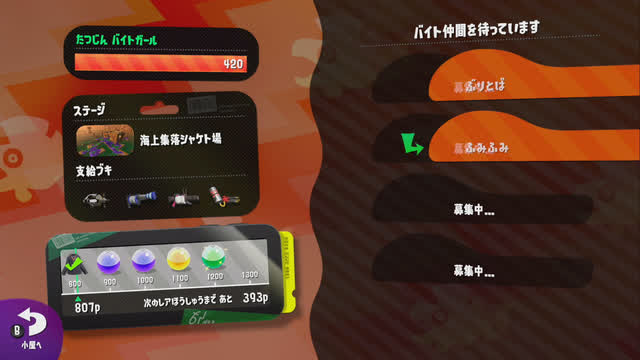 たつじん バイトガール
420
ステージ
海上集落シャケト場
支給ブキ
800 900 1000 1100 1200 1300
807p 次のレアほうしゅうまで あと 393p
B
小屋へ
バイト仲間を待っています
ぶりとば
ふみふみ
募集中...
募集中...